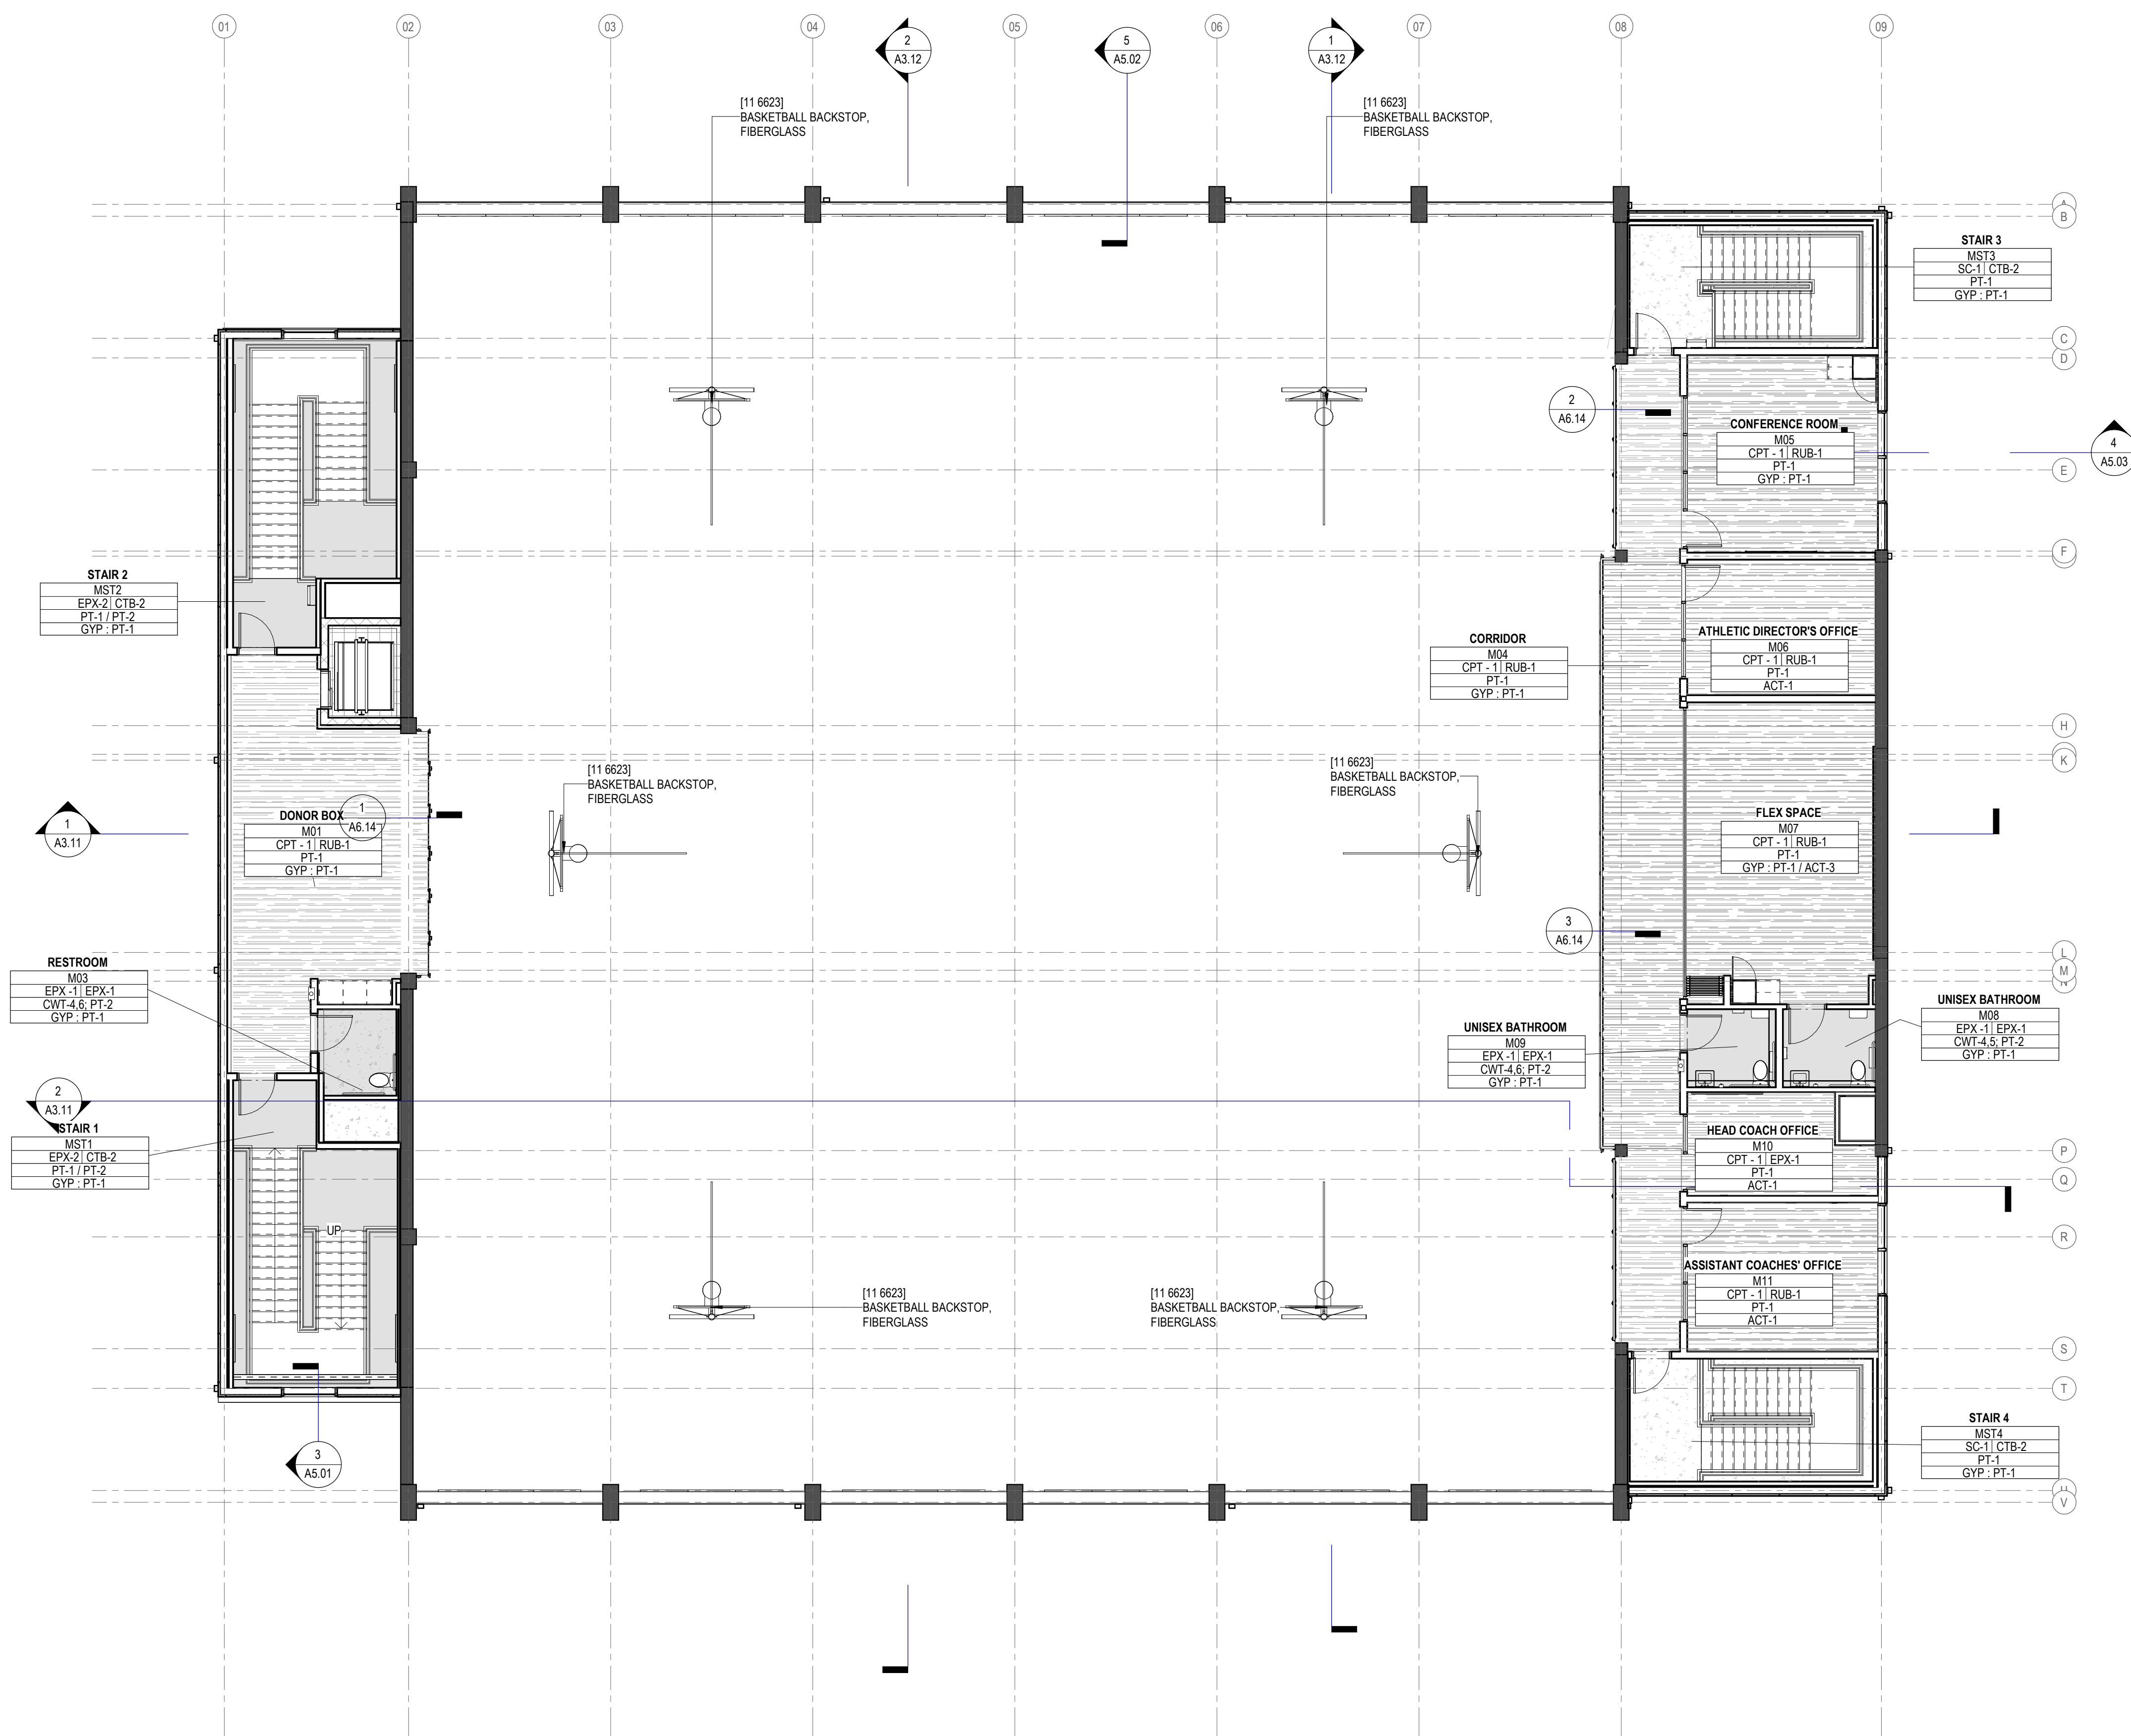 01
02
03
04
05
06
07
08
09
2
A3.12
5
A5.02
1
A3.12
[11 6623]
BASKETBALL BACKSTOP,
FIBERGLASS
[11 6623]
BASKETBALL BACKSTOP,
FIBERGLASS
A
B
STAIR 3
MST3
SC-1 CTB-2
PT-1
GYP : PT-1
C
D
2
A6.14
CONFERENCE ROOM
M05
CPT - 1 RUB-1
PT-1
GYP : PT-1
4
A5.03
E
F
STAIR 2
MST2
EPX-2 CTB-2
PT-1 / PT-2
GYP : PT-1
CORRIDOR
M04
CPT - 1 RUB-1
PT-1
GYP : PT-1
ATHLETIC DIRECTOR'S OFFICE
M06
CPT - 1 RUB-1
PT-1
ACT-1
H
K
[11 6623]
BASKETBALL BACKSTOP,
FIBERGLASS
[11 6623]
BASKETBALL BACKSTOP,
FIBERGLASS
1
A3.11
DONOR BOX
M01
CPT - 1 RUB-1
PT-1
GYP : PT-1
1
A6.14
FLEX SPACE
M07
CPT - 1 RUB-1
PT-1
GYP : PT-1 / ACT-3
3
A6.14
L
M
N
RESTROOM
M03
EPX -1 EPX-1
CWT-4,6; PT-2
GYP : PT-1
UNISEX BATHROOM
M09
EPX -1 EPX-1
CWT-4,6; PT-2
GYP : PT-1
UNISEX BATHROOM
M08
EPX -1 EPX-1
CWT-4,5; PT-2
GYP : PT-1
2
A3.11
STAIR 1
MST1
EPX-2 CTB-2
PT-1 / PT-2
GYP : PT-1
HEAD COACH OFFICE
M10
CPT - 1 EPX-1
PT-1
ACT-1
P
Q
UP
R
ASSISTANT COACHES' OFFICE
M11
CPT - 1 RUB-1
PT-1
ACT-1
[11 6623]
BASKETBALL BACKSTOP,
FIBERGLASS
[11 6623]
BASKETBALL BACKSTOP,
FIBERGLASS
S
T
3
A5.01
STAIR 4
MST4
SC-1 CTB-2
PT-1
GYP : PT-1
V